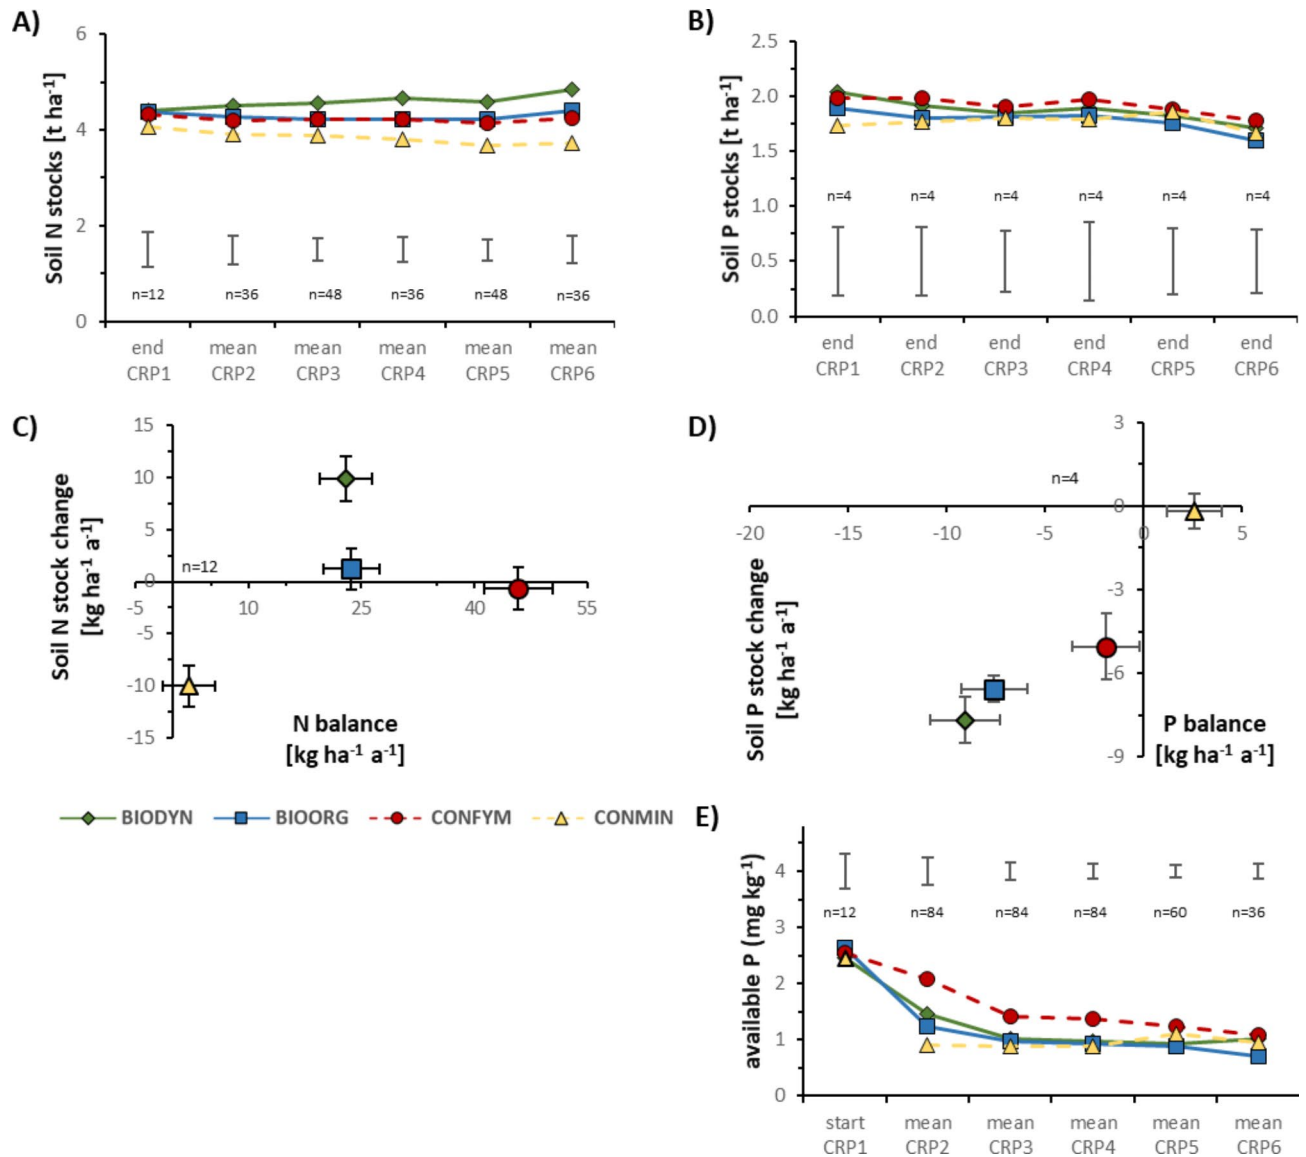 A)
Soil N stocks [t ha⁻¹]
6
4
2
0
n=12 n=36 n=48 n=36 n=48 n=36
end mean mean mean mean mean
CRP1 CRP2 CRP3 CRP4 CRP5 CRP6
B)
Soil P stocks [t ha⁻¹]
2.5
2.0
1.5
1.0
0.5
0.0
n=4 n=4 n=4 n=4 n=4 n=4
end end end end end end
CRP1 CRP2 CRP3 CRP4 CRP5 CRP6
C)
Soil N stock change
[kg ha⁻¹ a⁻¹]
15
10
5
0
-5
-10
-15
n=12
-5 10 25 40 55
N balance
[kg ha⁻¹ a⁻¹]
D)
Soil P stock change
[kg ha⁻¹ a⁻¹]
3
0
-3
-6
-9
n=4
-20 -15 -10 -5 0 5
P balance
[kg ha⁻¹ a⁻¹]
BIODYN BIOORG CONFYM CONMIN
E)
available P (mg kg⁻¹)
4
3
2
1
0
n=12 n=84 n=84 n=84 n=60 n=36
start mean mean mean mean mean
CRP1 CRP2 CRP3 CRP4 CRP5 CRP6